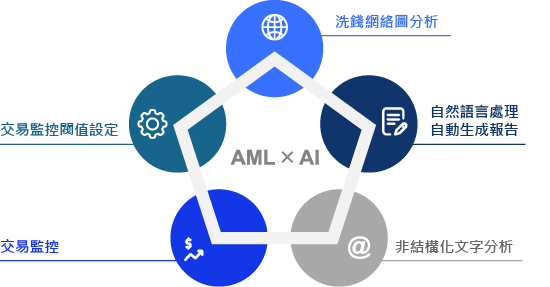 洗錢網絡圖分析
自然語言處理
自動生成報告
交易監控閥值設定
AML × AI
交易監控
非結構化文字分析